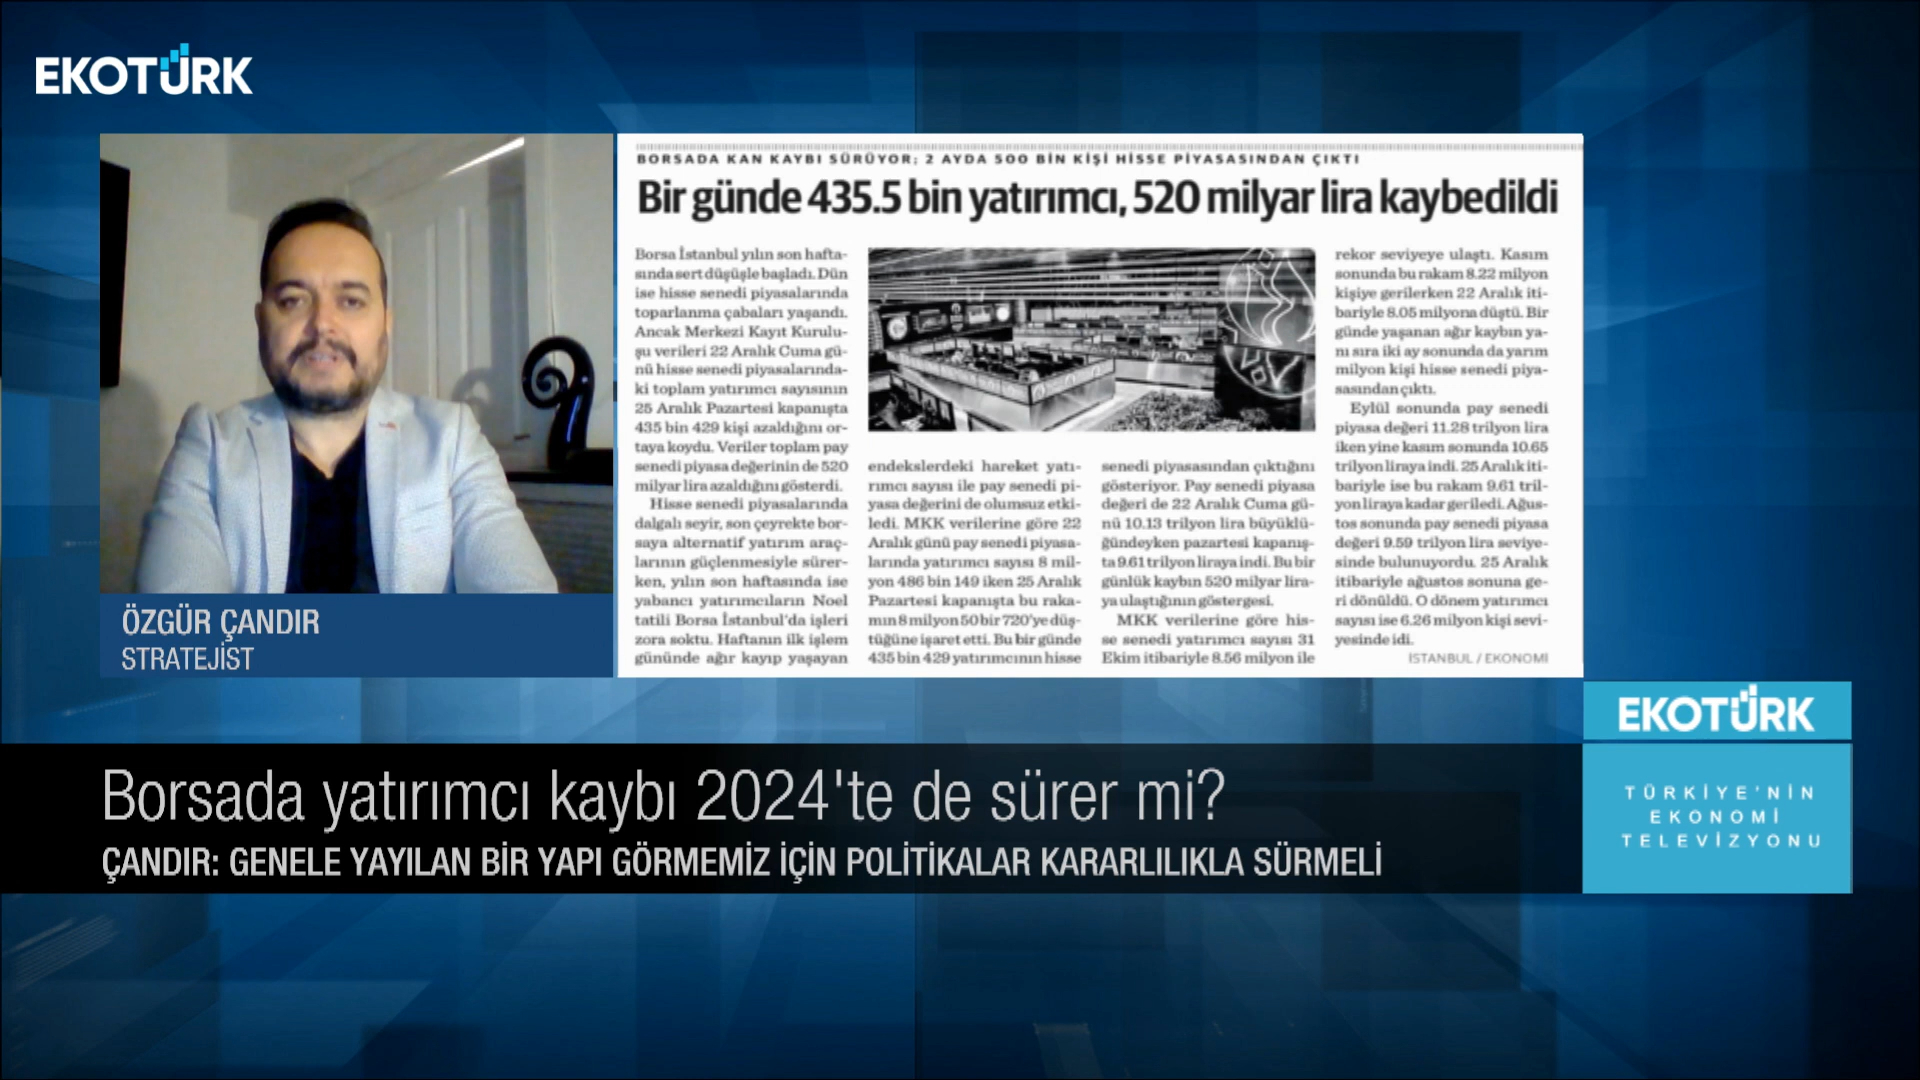 EKOTÜRK
BORSADA KAN KAYBI SÜRÜYOR; 2 AYDA 500 BİN KİŞİ HİSSE PİYASASINDAN ÇIKTI
Bir günde 435.5 bin yatırımcı, 520 milyar lira kaybedildi
Borsa İstanbul yılın son hafta-
sında sert düşüşle başladı. Dün
ise hisse senedi piyasalarında
toparlanma çabaları yaşandı.
Ancak Merkezi Kayıt Kurulu-
şu verileri 22 Aralık Cuma gü-
nü hisse senedi piyasalarında-
ki toplam yatırımcı sayısının
25 Aralık Pazartesi kapanışta
435 bin 429 kişi azaldığını or-
taya koydu. Veriler toplam pay
senedi piyasa değerinin de 520
milyar lira azaldığını gösterdi.
Hisse senedi piyasalarında
dalgalı seyir, son çeyrekte bor-
saya alternatif yatırım araç-
larının güçlenmesiyle sürer-
ken, yılın son haftasında ise
yabancı yatırımcıların Noel
tatili Borsa İstanbul'da işleri
zora soktu. Haftanın ilk işlem
gününde ağır kayıp yaşayan
endekslerdeki hareket yatı-
rımcı sayısı ile pay senedi pi-
yasa değerini de olumsuz etki-
ledi. MKK verilerine göre 22
Aralık günü pay senedi piyasa-
larında yatırımcı sayısı 8 mil-
yon 486 bin 149 iken 25 Aralık
Pazartesi kapanışta bu raka-
mın 8 milyon 50 bir 720'ye düş-
tüğüne işaret etti. Bu bir günde
435 bin 429 yatırımcının hisse
senedi piyasasından çıktığını
gösteriyor. Pay senedi piyasa
değeri de 22 Aralık Cuma gü-
nü 10.13 trilyon lira büyüklü-
ğündeyken pazartesi kapanış-
ta 9.61 trilyon liraya indi. Bu bir
günlük kaybın 520 milyar lira-
ya ulaştığının göstergesi.
MKK verilerine göre his-
se senedi yatırımcı sayısı 31
Ekim itibariyle 8.56 milyon ile
rekor seviyeye ulaştı. Kasım
sonunda bu rakam 8.22 milyon
kişiye gerilerken 22 Aralık iti-
bariyle 8.05 milyona düştü. Bir
günde yaşanan ağır kaybın ya-
nı sıra iki ay sonunda da yarım
milyon kişi hisse senedi piya-
sasından çıktı.
Eylül sonunda pay senedi
piyasa değeri 11.28 trilyon lira
iken yine kasım sonunda 10.65
trilyon liraya indi. 25 Aralık iti-
bariyle ise bu rakam 9.61 tril-
yon liraya kadar geriledi. Ağus-
tos sonunda pay senedi piyasa
değeri 9.59 trilyon lira seviye-
sinde bulunuyordu. 25 Aralık
itibariyle ağustos sonuna ge-
ri dönüldü. O dönem yatırımcı
sayısı ise 6.26 milyon kişi sevi-
yesinde idi.
İSTANBUL / EKONOMİ
ÖZGÜR ÇANDIR
STRATEJİST
EKOTÜRK
TÜRKİYE'NİN
EKONOMİ
TELEVİZYONU
Borsada yatırımcı kaybı 2024'te de sürer mi?
ÇANDIR: GENELE YAYILAN BİR YAPI GÖRMEMİZ İÇİN POLİTİKALAR KARARLILIKLA SÜRMELİ